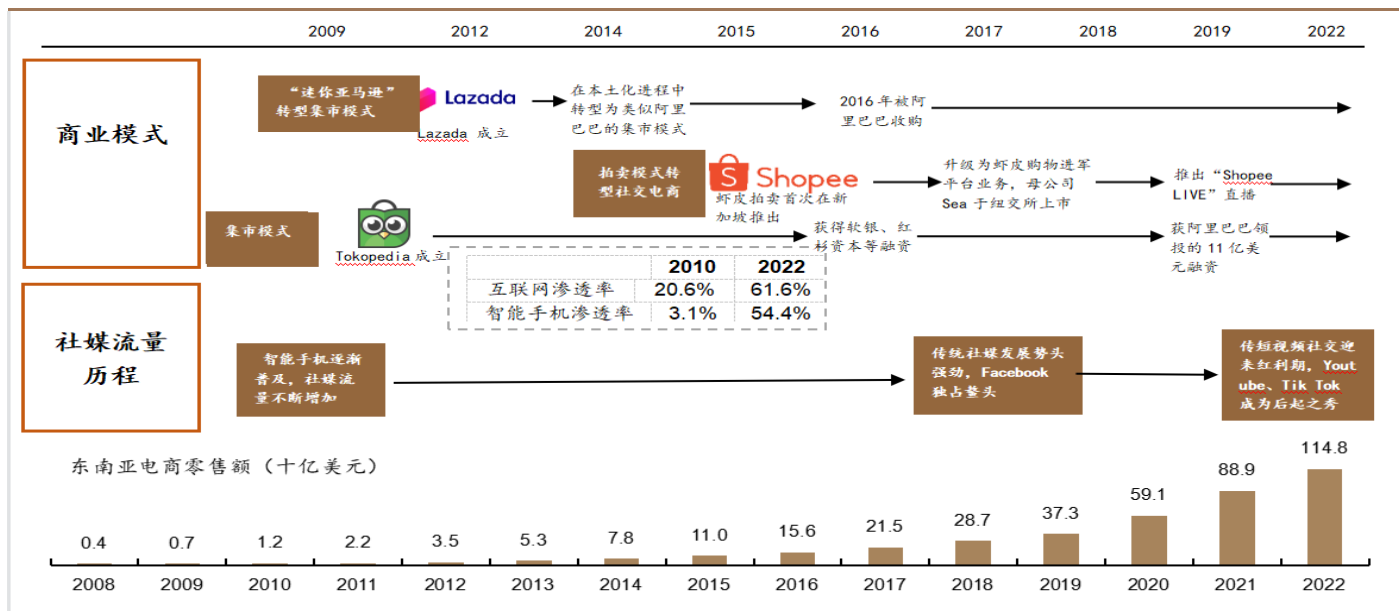 2009 2012 2014 2015 2016 2017 2018 2019 2022
商业模式
“迷你亚马逊”
转型集市模式
Lazada
Lazada 成立
在本土化进程中
转型为类似阿里
巴巴的集市模式
2016 年被阿
里巴巴收购
拍卖模式转
型社交电商
Shopee
虾皮拍卖首次在新
加坡推出
升级为虾皮购物进军
平台业务，母公司
Sea 于纽交所上市
推出“Shopee
LIVE”直播
集市模式
Tokopedia 成立
获得软银、红
杉资本等融资
获阿里巴巴领
投的 11 亿美
元融资
2010 2022
互联网渗透率 20.6% 61.6%
智能手机渗透率 3.1% 54.4%
社媒流量
历程
智能手机逐渐
普及，社媒流
量不断增加
传统社媒发展势头
强劲，Facebook
独占鳌头
传短视频社交迎
来红利期，Yout
ube、Tik Tok
成为后起之秀
东南亚电商零售额（十亿美元）
0.4 0.7 1.2 2.2 3.5 5.3 7.8 11.0 15.6 21.5 28.7 37.3 59.1 88.9 114.8
2008 2009 2010 2011 2012 2013 2014 2015 2016 2017 2018 2019 2020 2021 2022